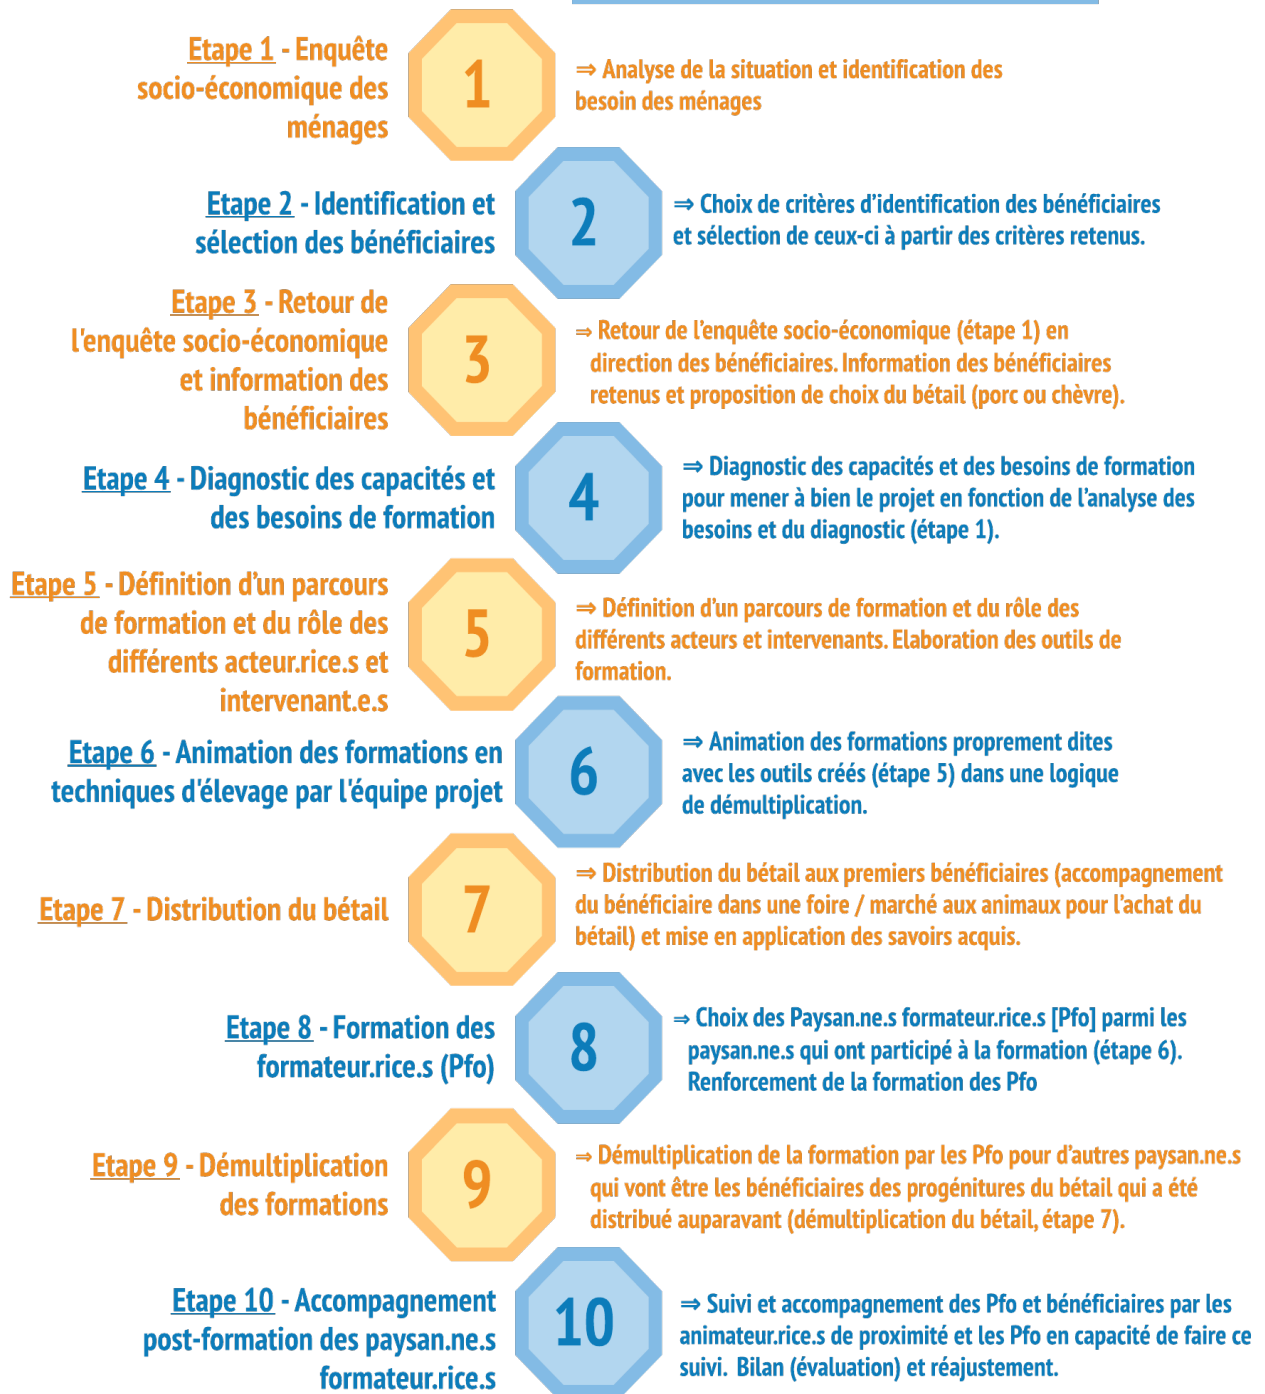 Etape 1 - Enquête
socio-économique des
ménages
1
⇒ Analyse de la situation et identification des
besoin des ménages
Etape 2 - Identification et
sélection des bénéficiaires
2
⇒ Choix de critères d’identification des bénéficiaires
et sélection de ceux-ci à partir des critères retenus.
Etape 3 - Retour de
l'enquête socio-économique
et information des
bénéficiaires
3
⇒ Retour de l’enquête socio-économique (étape 1) en
direction des bénéficiaires. Information des bénéficiaires
retenus et proposition de choix du bétail (porc ou chèvre).
Etape 4 - Diagnostic des capacités et
des besoins de formation
4
⇒ Diagnostic des capacités et des besoins de formation
pour mener à bien le projet en fonction de l’analyse des
besoins et du diagnostic (étape 1).
Etape 5 - Définition d’un parcours
de formation et du rôle des
différents acteur.rice.s et
intervenant.e.s
5
⇒ Définition d’un parcours de formation et du rôle des
différents acteurs et intervenants. Elaboration des outils de
formation.
Etape 6 - Animation des formations en
techniques d'élevage par l'équipe projet
6
⇒ Animation des formations proprement dites
avec les outils créés (étape 5) dans une logique
de démultiplication.
Etape 7 - Distribution du bétail
7
⇒ Distribution du bétail aux premiers bénéficiaires (accompagnement
du bénéficiaire dans une foire / marché aux animaux pour l’achat du
bétail) et mise en application des savoirs acquis.
Etape 8 - Formation des
formateur.rice.s (Pfo)
8
⇒ Choix des Paysan.ne.s formateur.rice.s [Pfo] parmi les
paysan.ne.s qui ont participé à la formation (étape 6).
Renforcement de la formation des Pfo
Etape 9 - Démultiplication
des formations
9
⇒ Démultiplication de la formation par les Pfo pour d’autres paysan.ne.s
qui vont être les bénéficiaires des progénitures du bétail qui a été
distribué auparavant (démultiplication du bétail, étape 7).
Etape 10 - Accompagnement
post-formation des paysan.ne.s
formateur.rice.s
10
⇒ Suivi et accompagnement des Pfo et bénéficiaires par les
animateur.rice.s de proximité et les Pfo en capacité de faire ce
suivi. Bilan (évaluation) et réajustement.